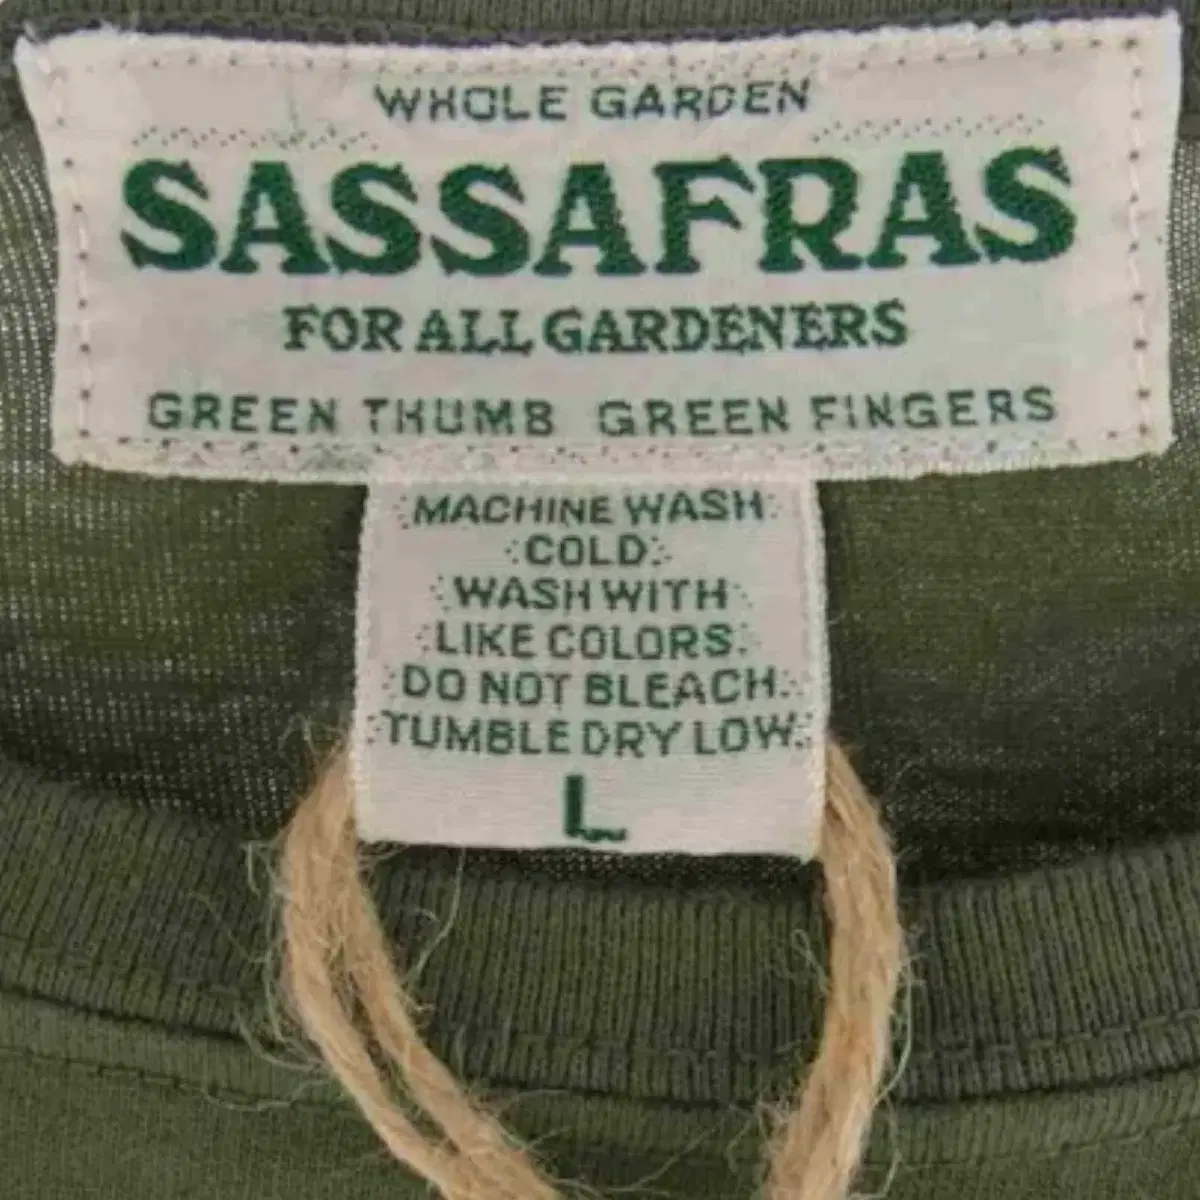 WHOLE GARDEN
SASSAFRAS
FOR ALL GARDENERS
GREEN THUMB GREEN FINGERS
MACHINE WASH
COLD
WASH WITH
LIKE COLORS
DO NOT BLEACH
TUMBLE DRY LOW
L